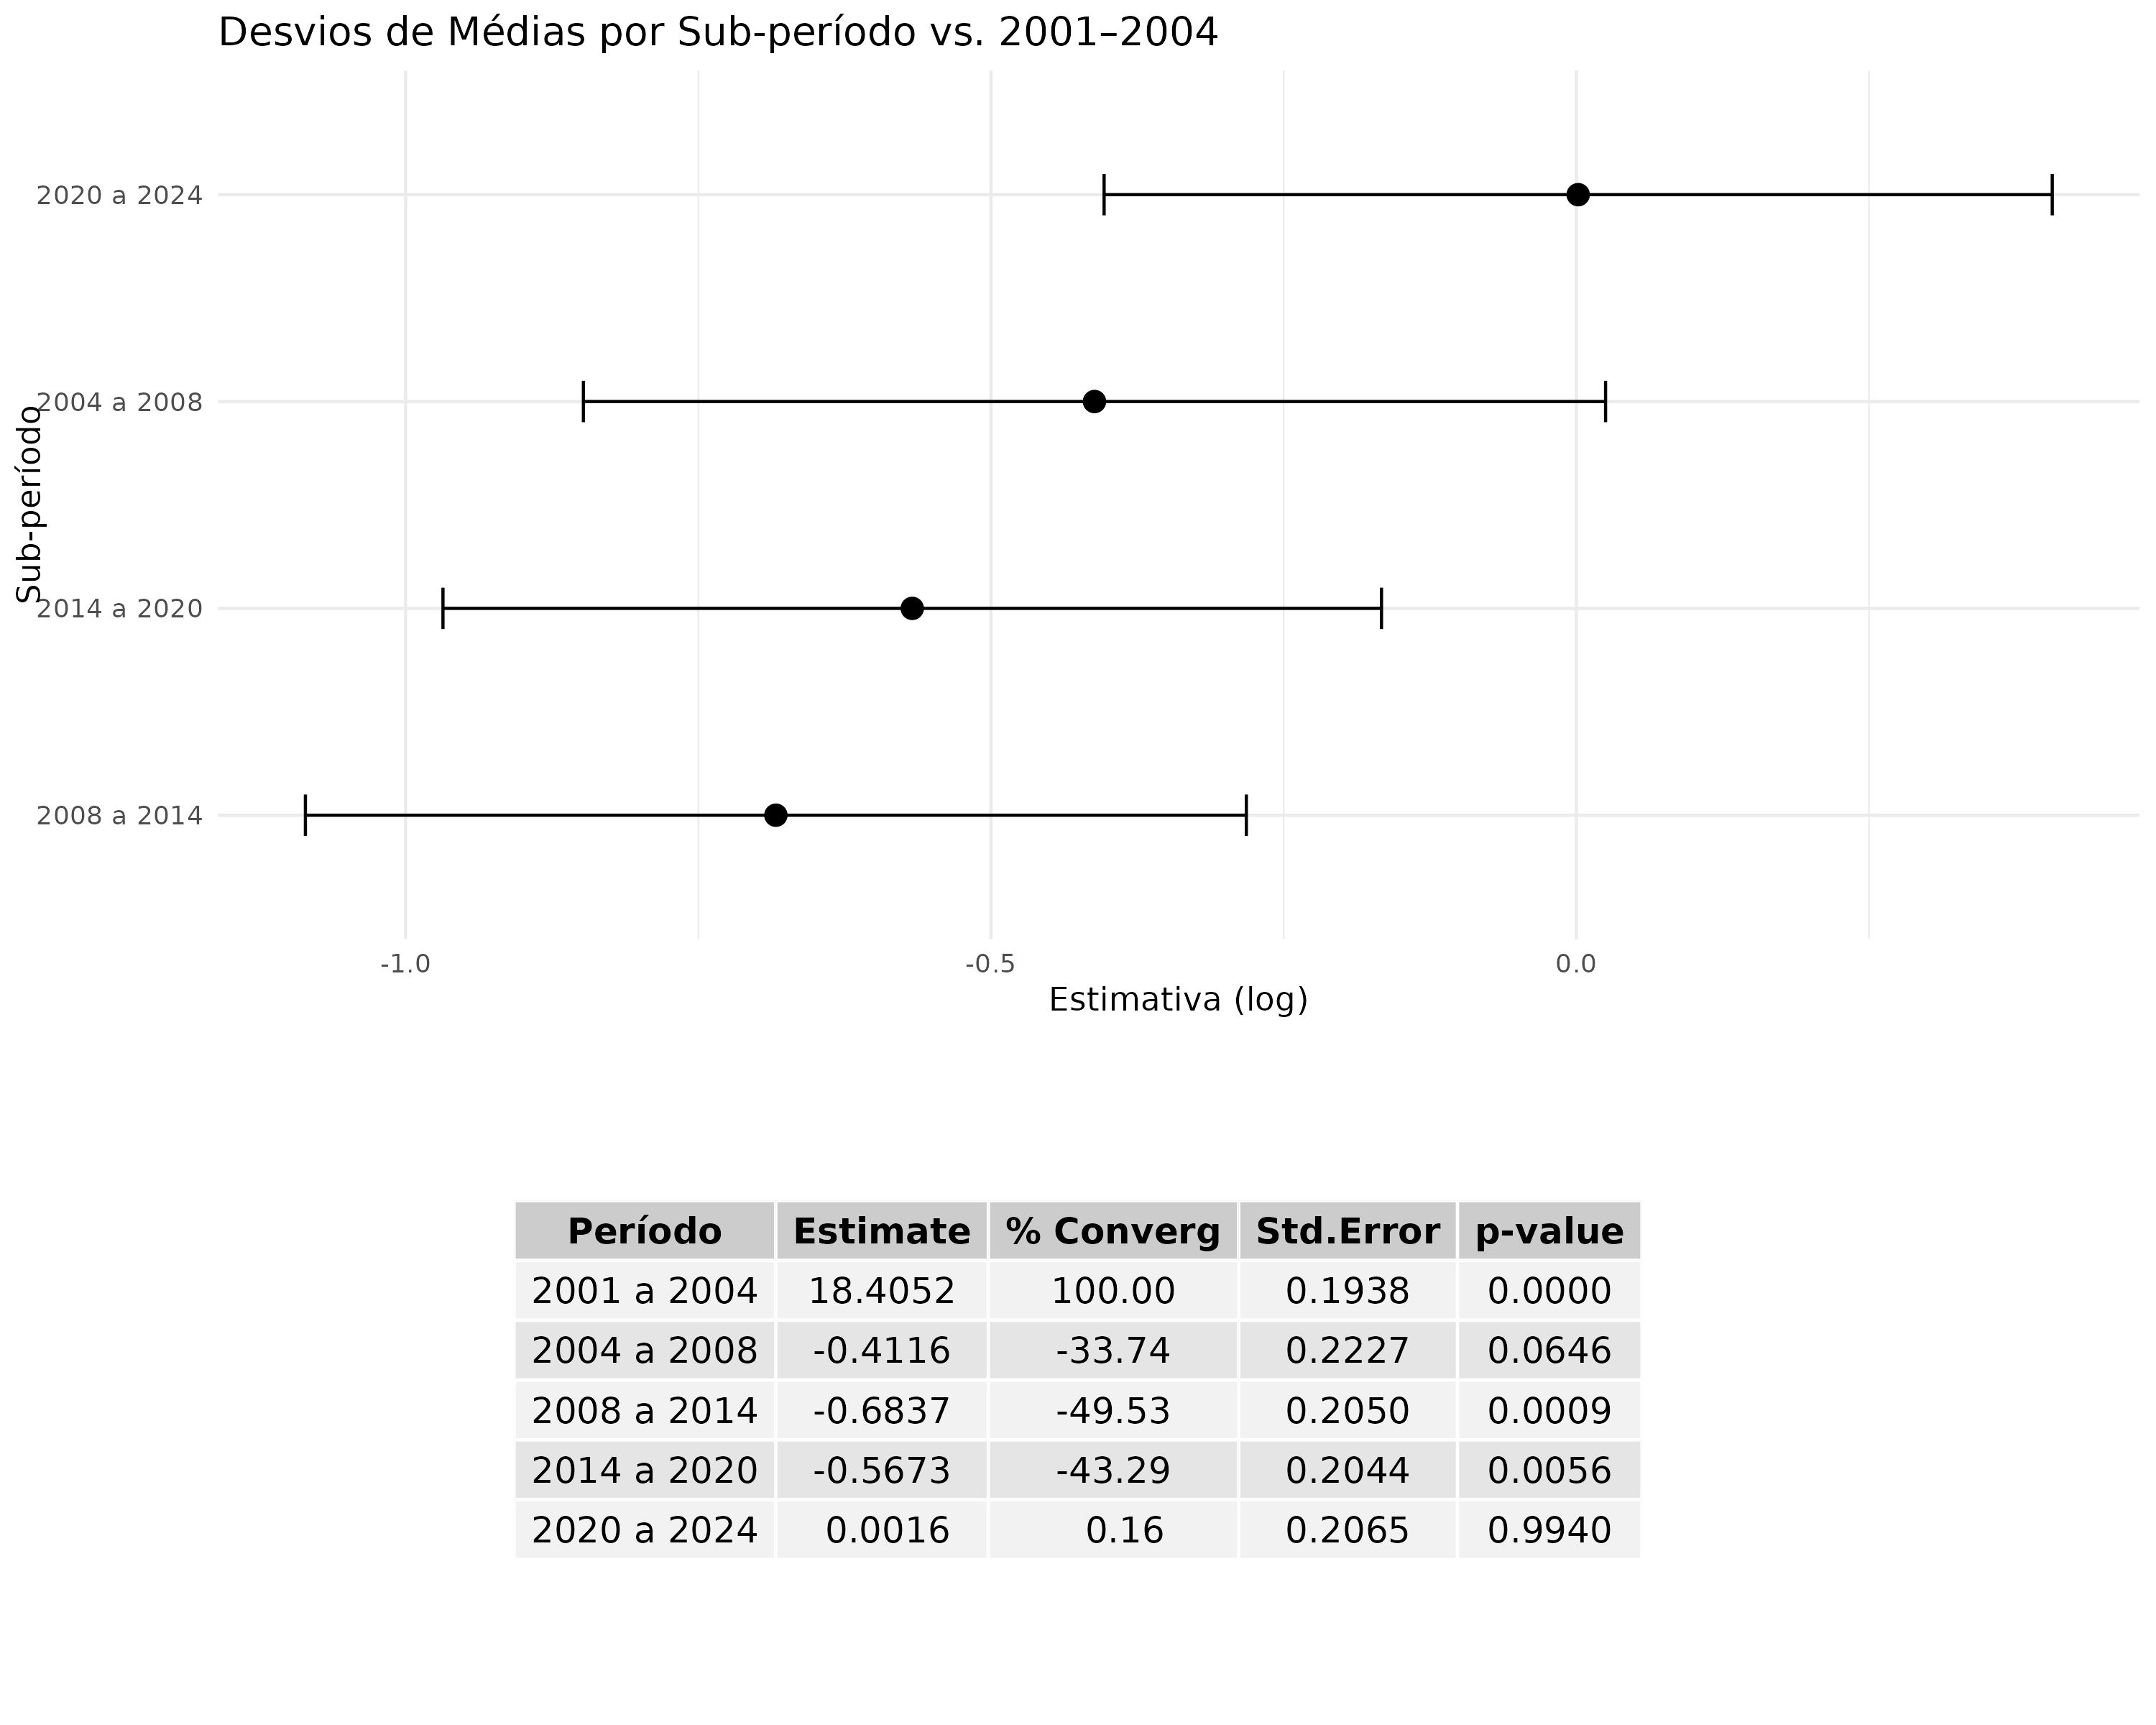 Desvios de Médias por Sub-período vs. 2001–2004
Sub-período
2020 a 2024
2004 a 2008
2014 a 2020
2008 a 2014
-1.0 -0.5 0.0
Estimativa (log)
Período Estimate % Converg Std.Error p-value
2001 a 2004 18.4052 100.00 0.1938 0.0000
2004 a 2008 -0.4116 -33.74 0.2227 0.0646
2008 a 2014 -0.6837 -49.53 0.2050 0.0009
2014 a 2020 -0.5673 -43.29 0.2044 0.0056
2020 a 2024 0.0016 0.16 0.2065 0.9940